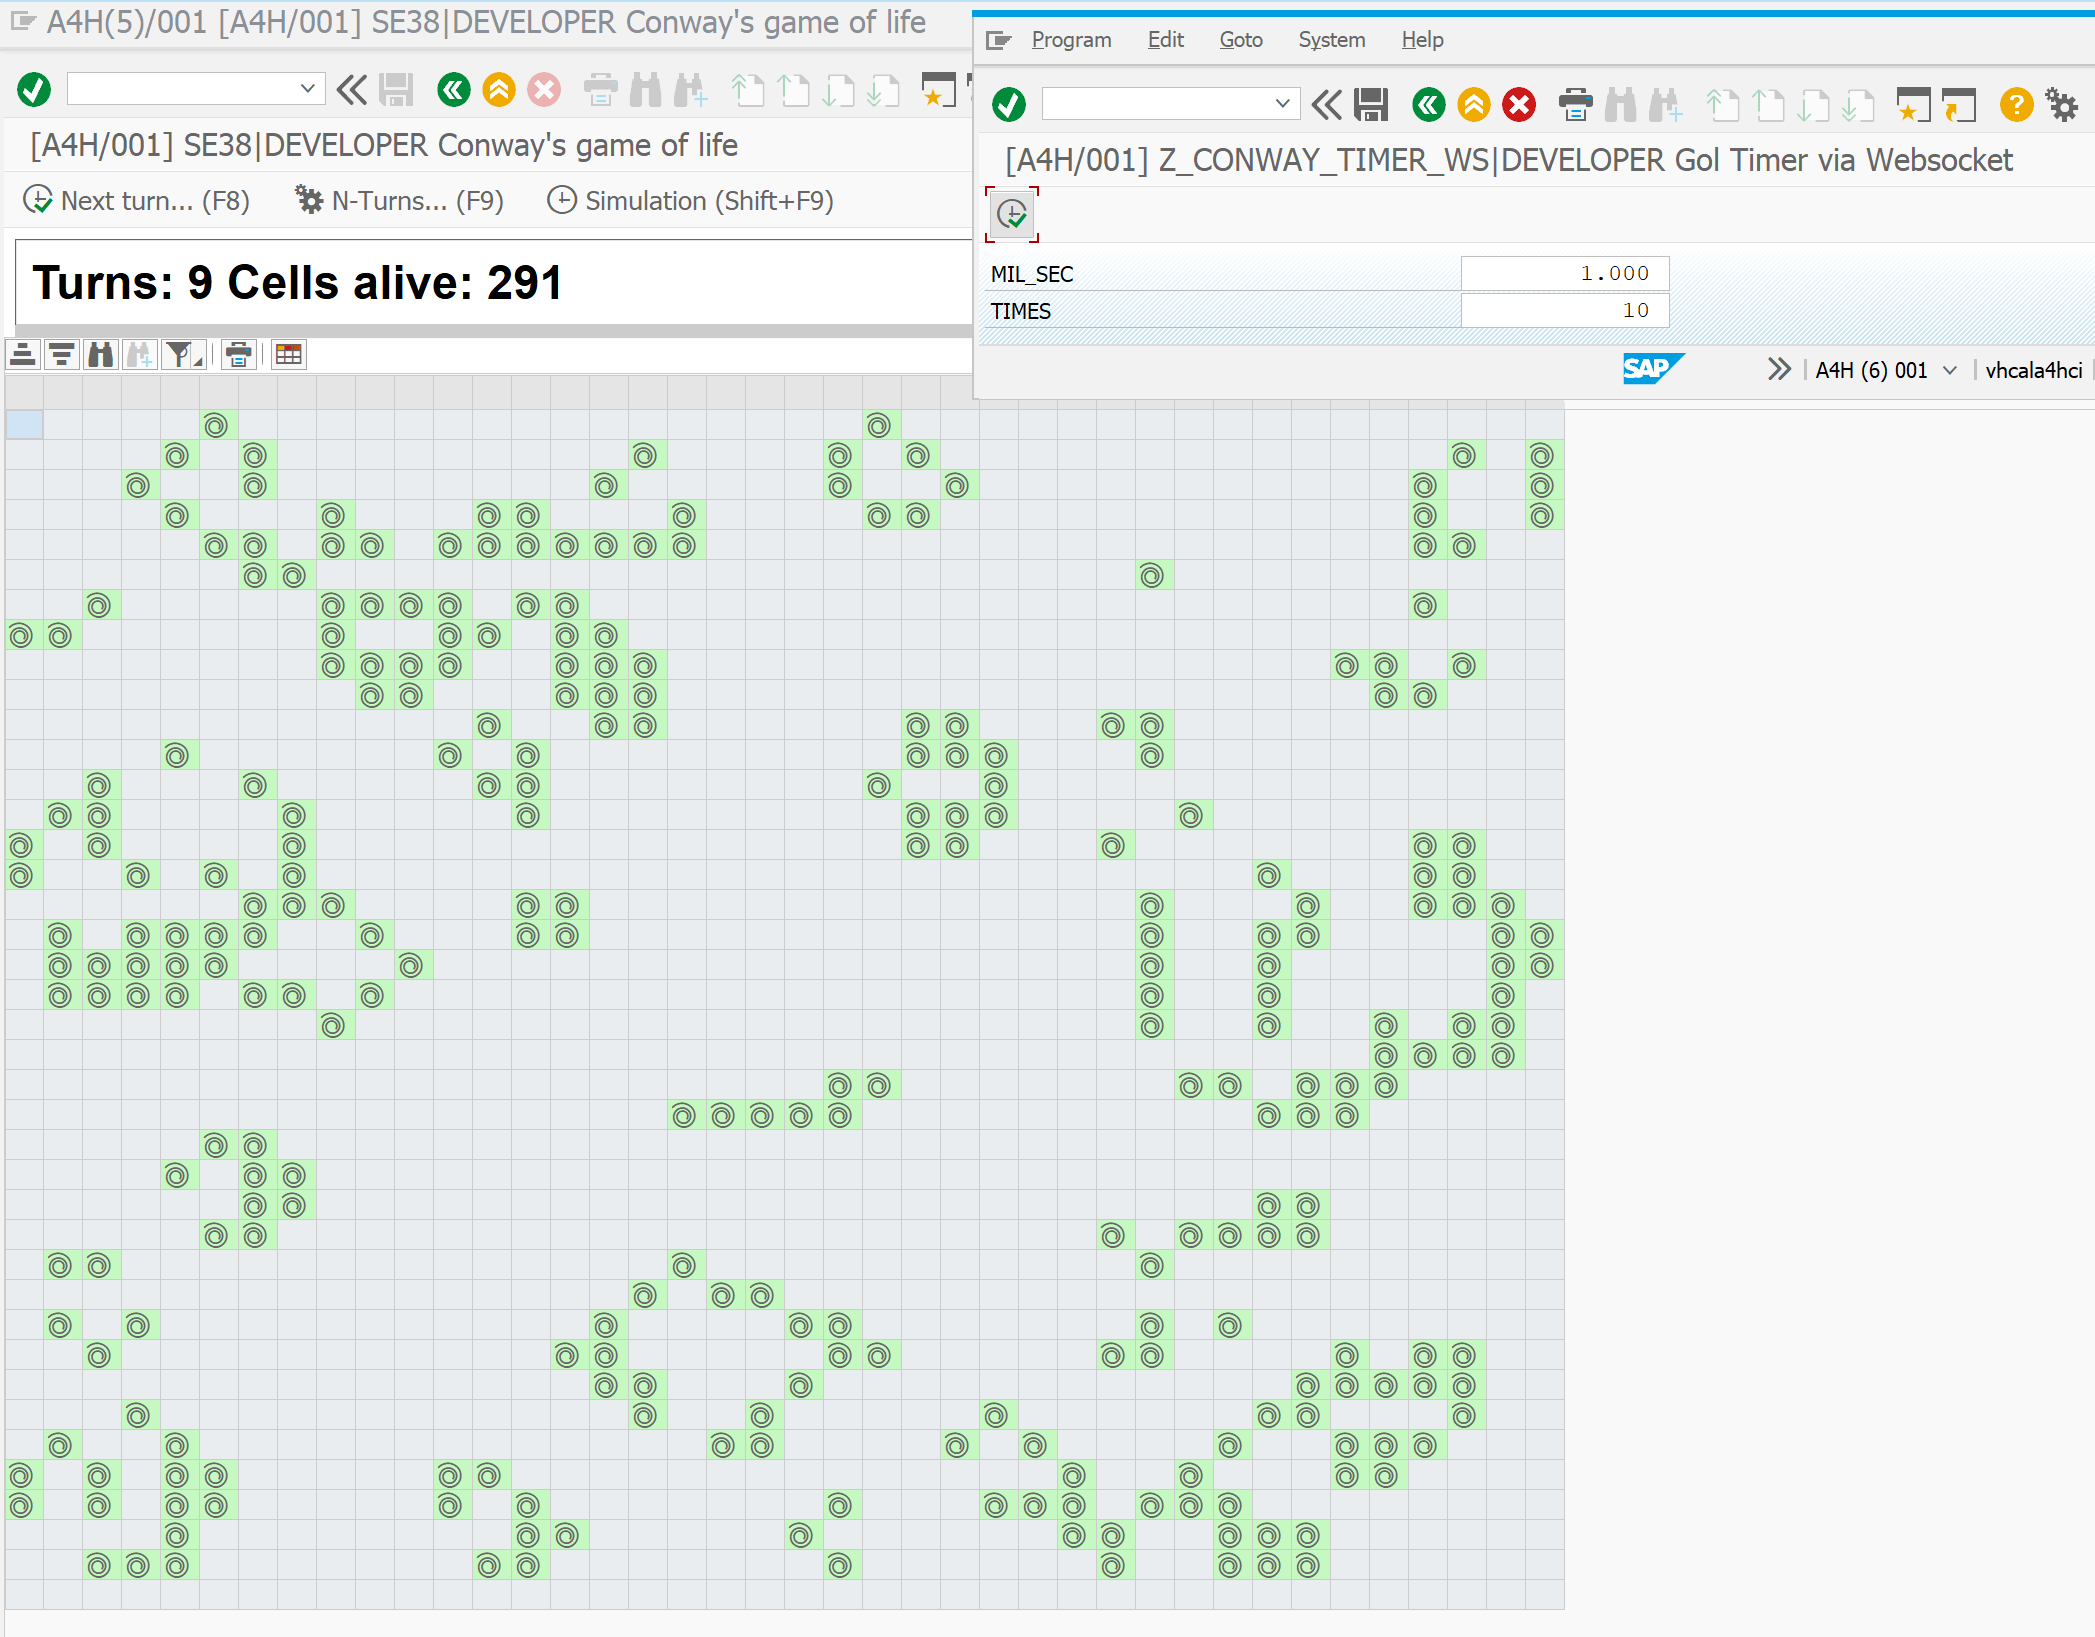 A4H(5)/001 [A4H/001] SE38|DEVELOPER Conway's game of life
[A4H/001] SE38|DEVELOPER Conway's game of life
Next turn... (F8) N-Turns... (F9) Simulation (Shift+F9)
Turns: 9 Cells alive: 291
Program Edit Goto System Help
[A4H/001] Z_CONWAY_TIMER_WS|DEVELOPER Gol Timer via Websocket
MIL_SEC 1.000
TIMES 10
SAP A4H (6) 001 vhcala4hci